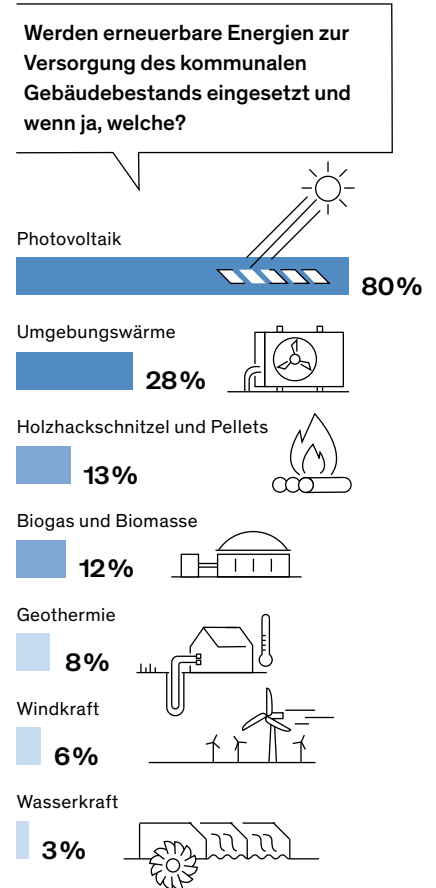 Werden erneuerbare Energien zur
Versorgung des kommunalen
Gebäudebestands eingesetzt und
wenn ja, welche?
Photovoltaik
80%
Umgebungswärme
28%
Holzhackschnitzel und Pellets
13%
Biogas und Biomasse
12%
Geothermie
8%
Windkraft
6%
Wasserkraft
3%